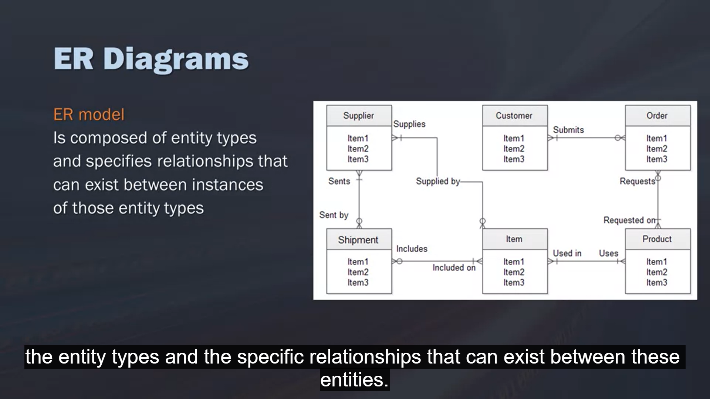 ER Diagrams
ER model
Is composed of entity types
and specifies relationships that
can exist between instances
of those entity types
Supplier
Item1
Item2
Item3
Supplies
Customer
Item1
Item2
Item3
Submits
Order
Item1
Item2
Item3
Sents
Supplied by
Requests
Sent by
Requested on
Shipment
Item1
Item2
Item3
Includes
Included on
Item
Item1
Item2
Item3
Used in
Uses
Product
Item1
Item2
Item3
the entity types and the specific relationships that can exist between these
entities.